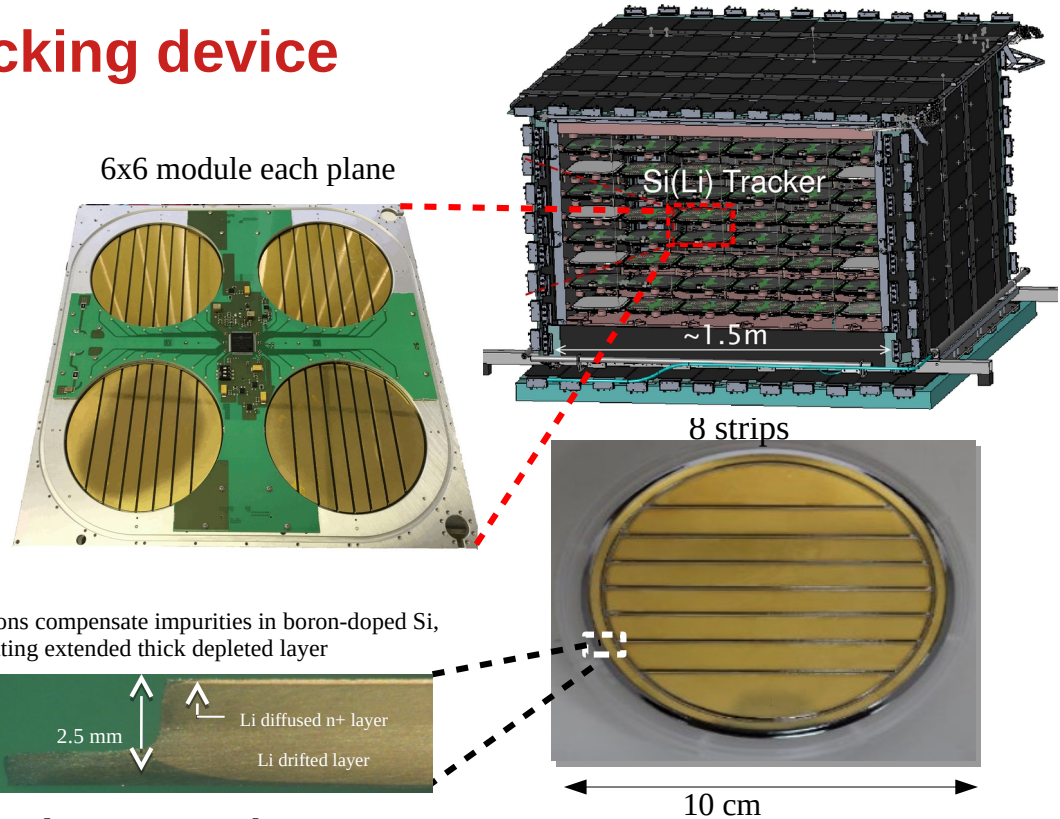 cking device
6x6 module each plane
Si(Li) Tracker
~1.5m
8 strips
ons compensate impurities in boron-doped Si,
ting extended thick depleted layer
2.5 mm
Li diffused n+ layer
Li drifted layer
10 cm